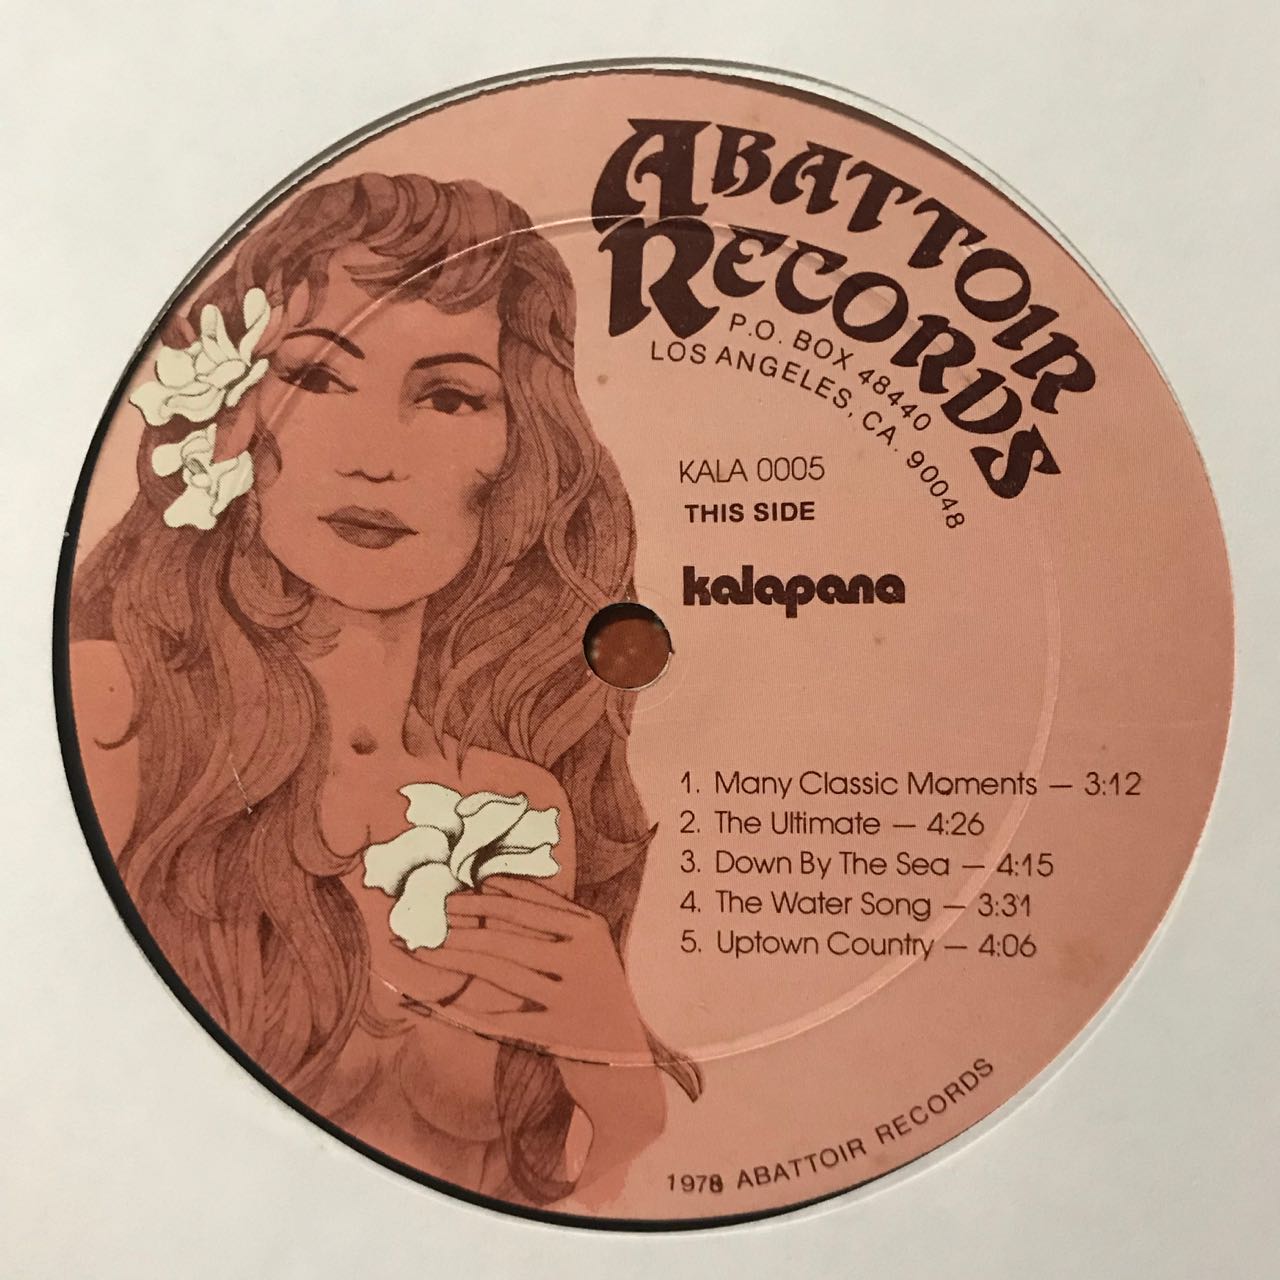 ABATTOIR
RECORDS
P.O. BOX 48440
LOS ANGELES, CA. 90048
KALA 0005
THIS SIDE
kalapana
1. Many Classic Moments — 3:12
2. The Ultimate — 4:26
3. Down By The Sea — 4:15
4. The Water Song — 3:31
5. Uptown Country — 4:06
1978 ABATTOIR RECORDS